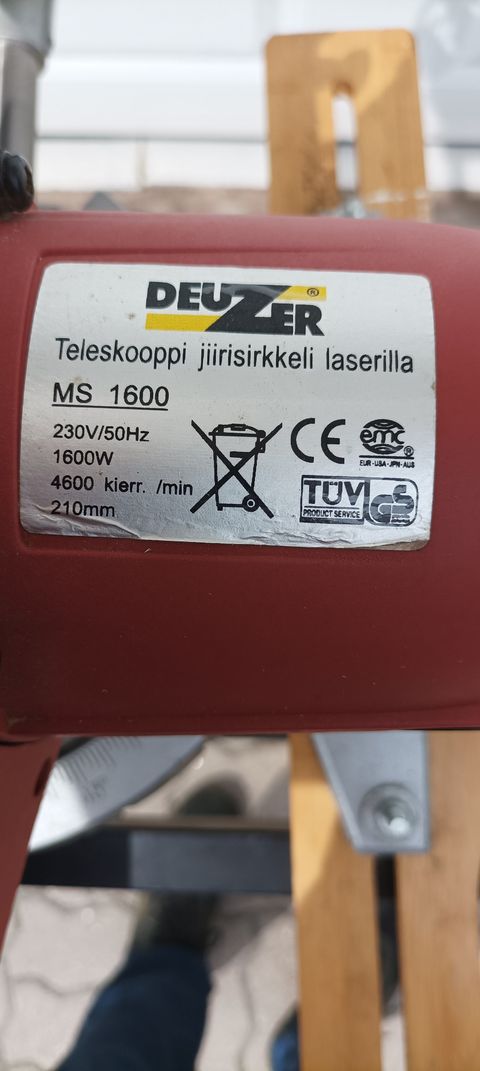 DEUZER®
Teleskooppi jiirisirkkeli laserilla
MS 1600
230V/50Hz
1600W
4600 kierr. /min
210mm
CE
emc
EUR-USA-JPN-AUS
TÜV
PRODUCT SERVICE
GS